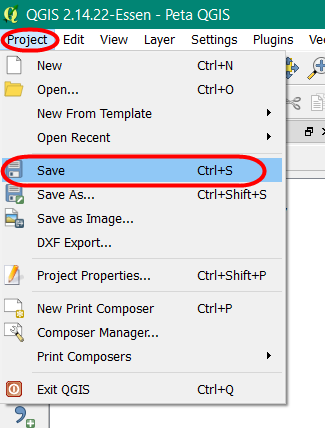 QGIS 2.14.22-Essen - Peta QGIS
Project Edit View Layer Settings Plugins Vec
New Ctrl+N
Open... Ctrl+O
New From Template
Open Recent
Save Ctrl+S
Save As... Ctrl+Shift+S
Save as Image...
DXF Export...
Project Properties... Ctrl+Shift+P
New Print Composer Ctrl+P
Composer Manager...
Print Composers
Exit QGIS Ctrl+Q